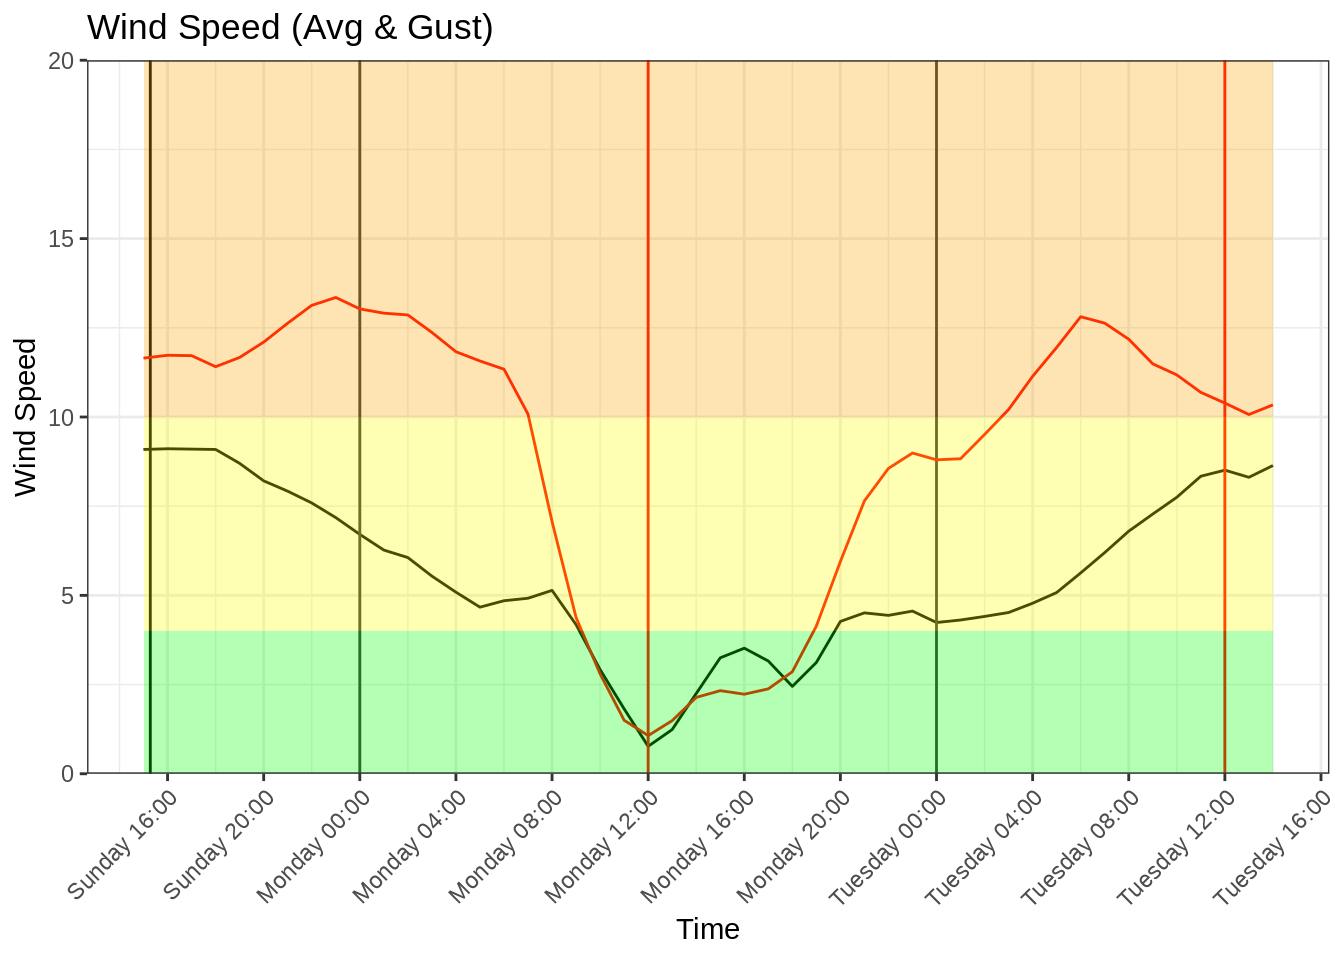 Wind Speed (Avg & Gust)
20
15
10
5
0
Wind Speed
Sunday 16:00
Sunday 20:00
Monday 00:00
Monday 04:00
Monday 08:00
Monday 12:00
Monday 16:00
Monday 20:00
Tuesday 00:00
Tuesday 04:00
Tuesday 08:00
Tuesday 12:00
Tuesday 16:00
Time